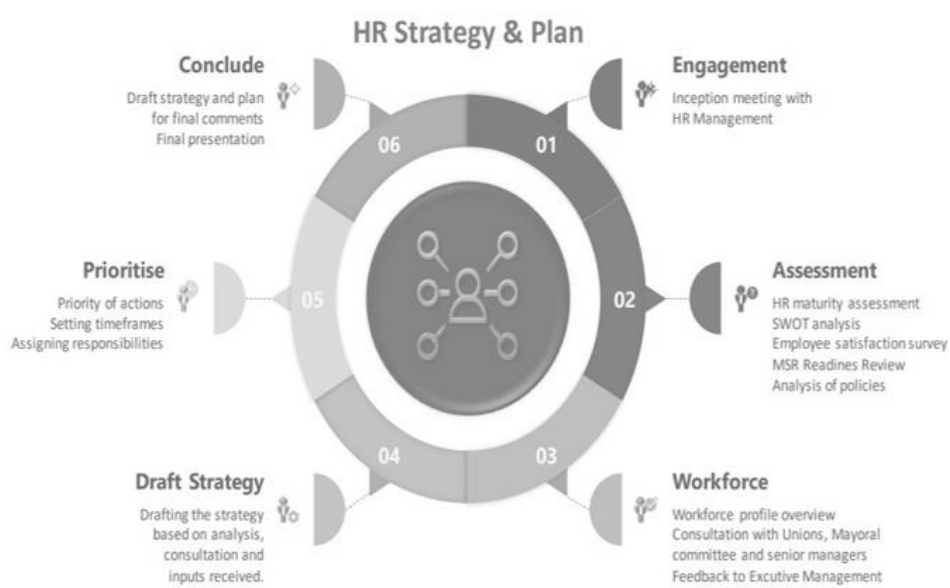 HR Strategy & Plan
01
Engagement
Inception meeting with
HR Management
02
Assessment
HR maturity assessment
SWOT analysis
Employee satisfaction survey
MSR Readines Review
Analysis of policies
03
Workforce
Workforce profile overview
Consultation with Unions, Mayoral
committee and senior managers
Feedback to Excutive Management
04
Draft Strategy
Drafting the strategy
based on analysis,
consultation and
inputs received.
05
Prioritise
Priority of actions
Setting timeframes
Assigning responsibilities
06
Conclude
Draft strategy and plan
for final comments
Final presentation